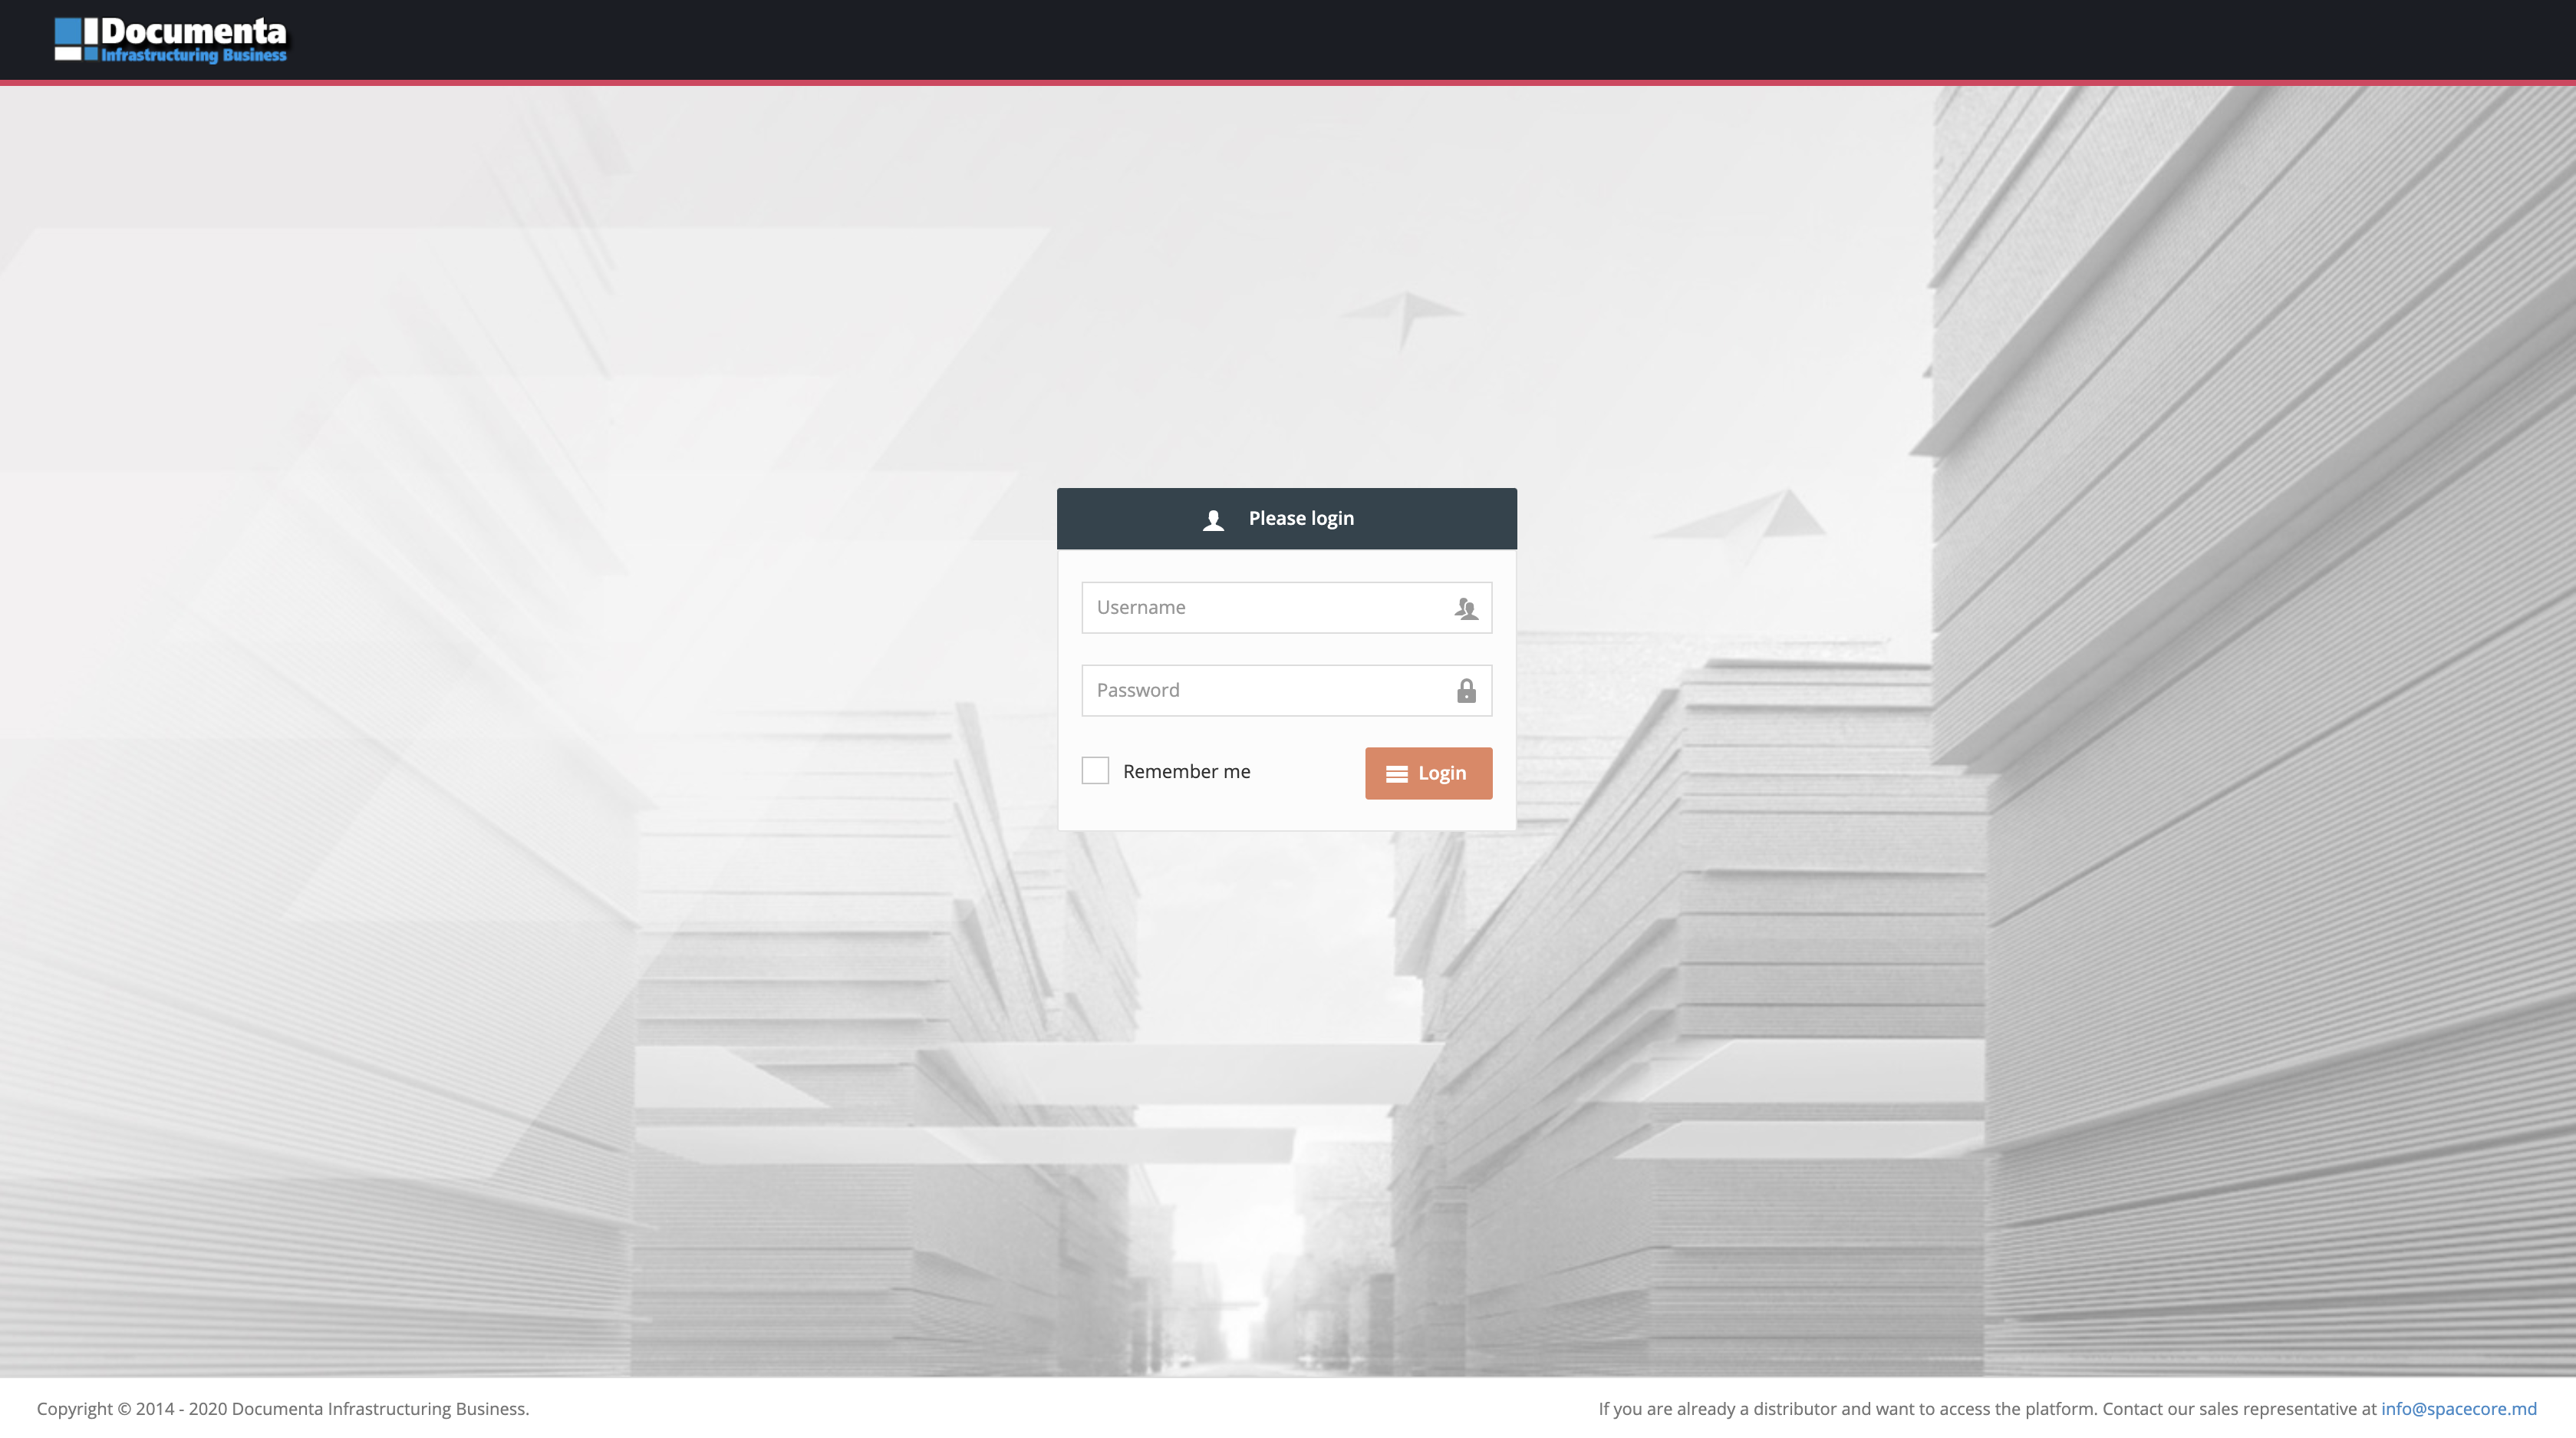 Documenta
Infrastructuring Business
Please login
Username
Password
Remember me
Login
Copyright © 2014 - 2020 Documenta Infrastructuring Business.
If you are already a distributor and want to access the platform. Contact our sales representative at info@spacecore.md